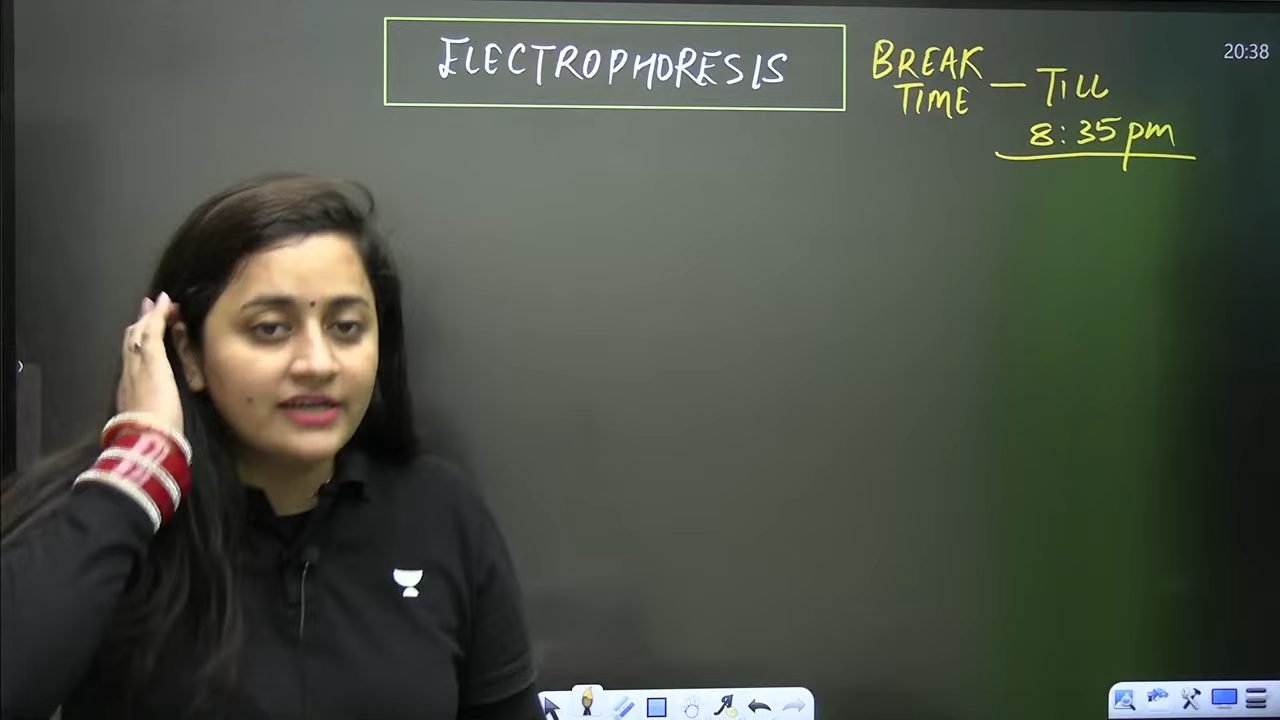 ELECTROPHORESIS
BREAK
TIME — TILL
8:35 pm
20:38